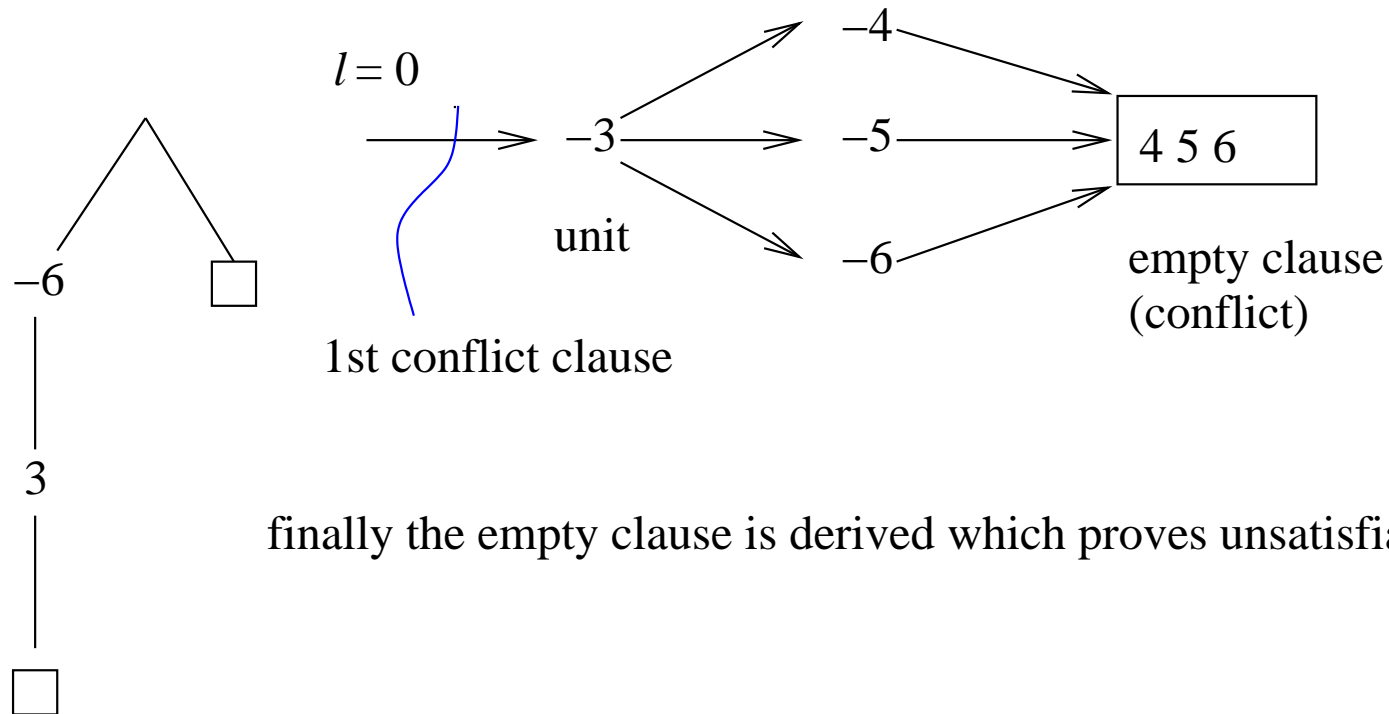 l = 0
−4
−3
−5
4 5 6
−6
unit
−6
empty clause
(conflict)
1st conflict clause
3
finally the empty clause is derived which proves